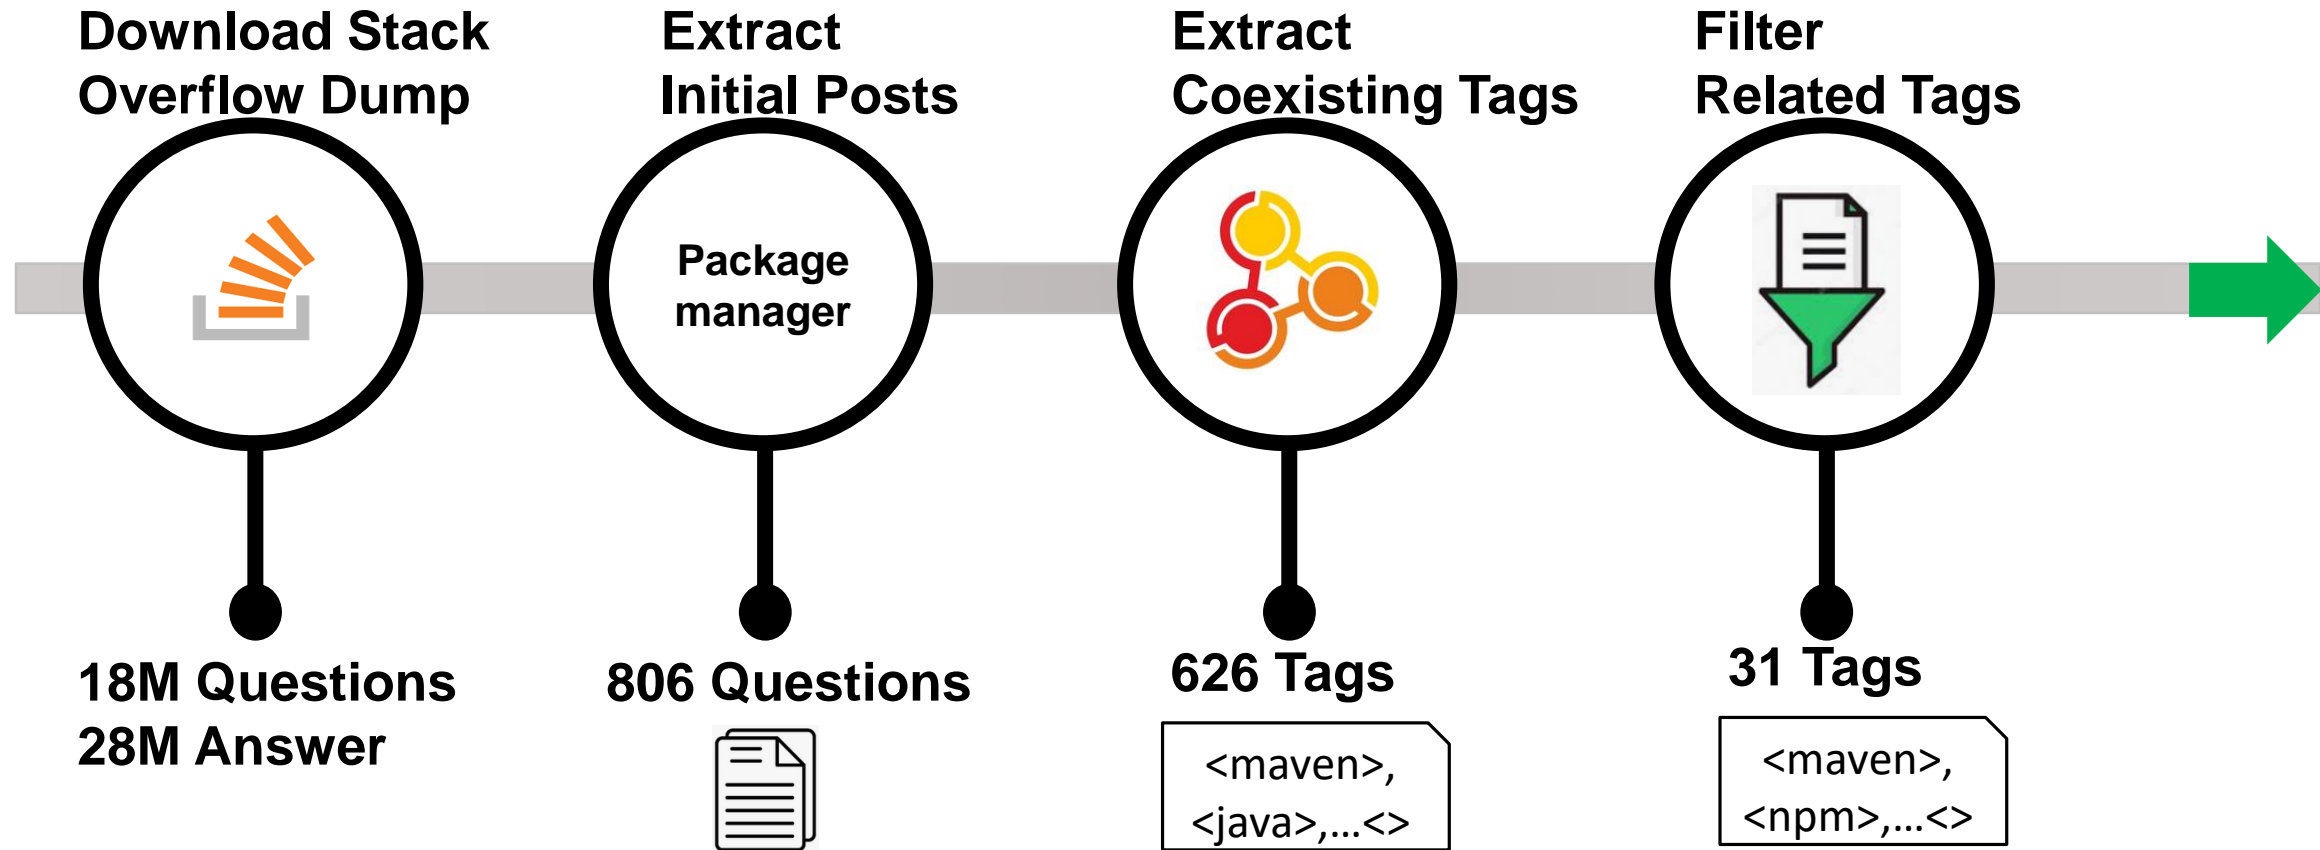 Download Stack
Overflow Dump
Extract
Initial Posts
Extract
Coexisting Tags
Filter
Related Tags
Package
manager
18M Questions
28M Answer
806 Questions
626 Tags
<maven>,
<java>,...<>
31 Tags
<maven>,
<npm>,...<>